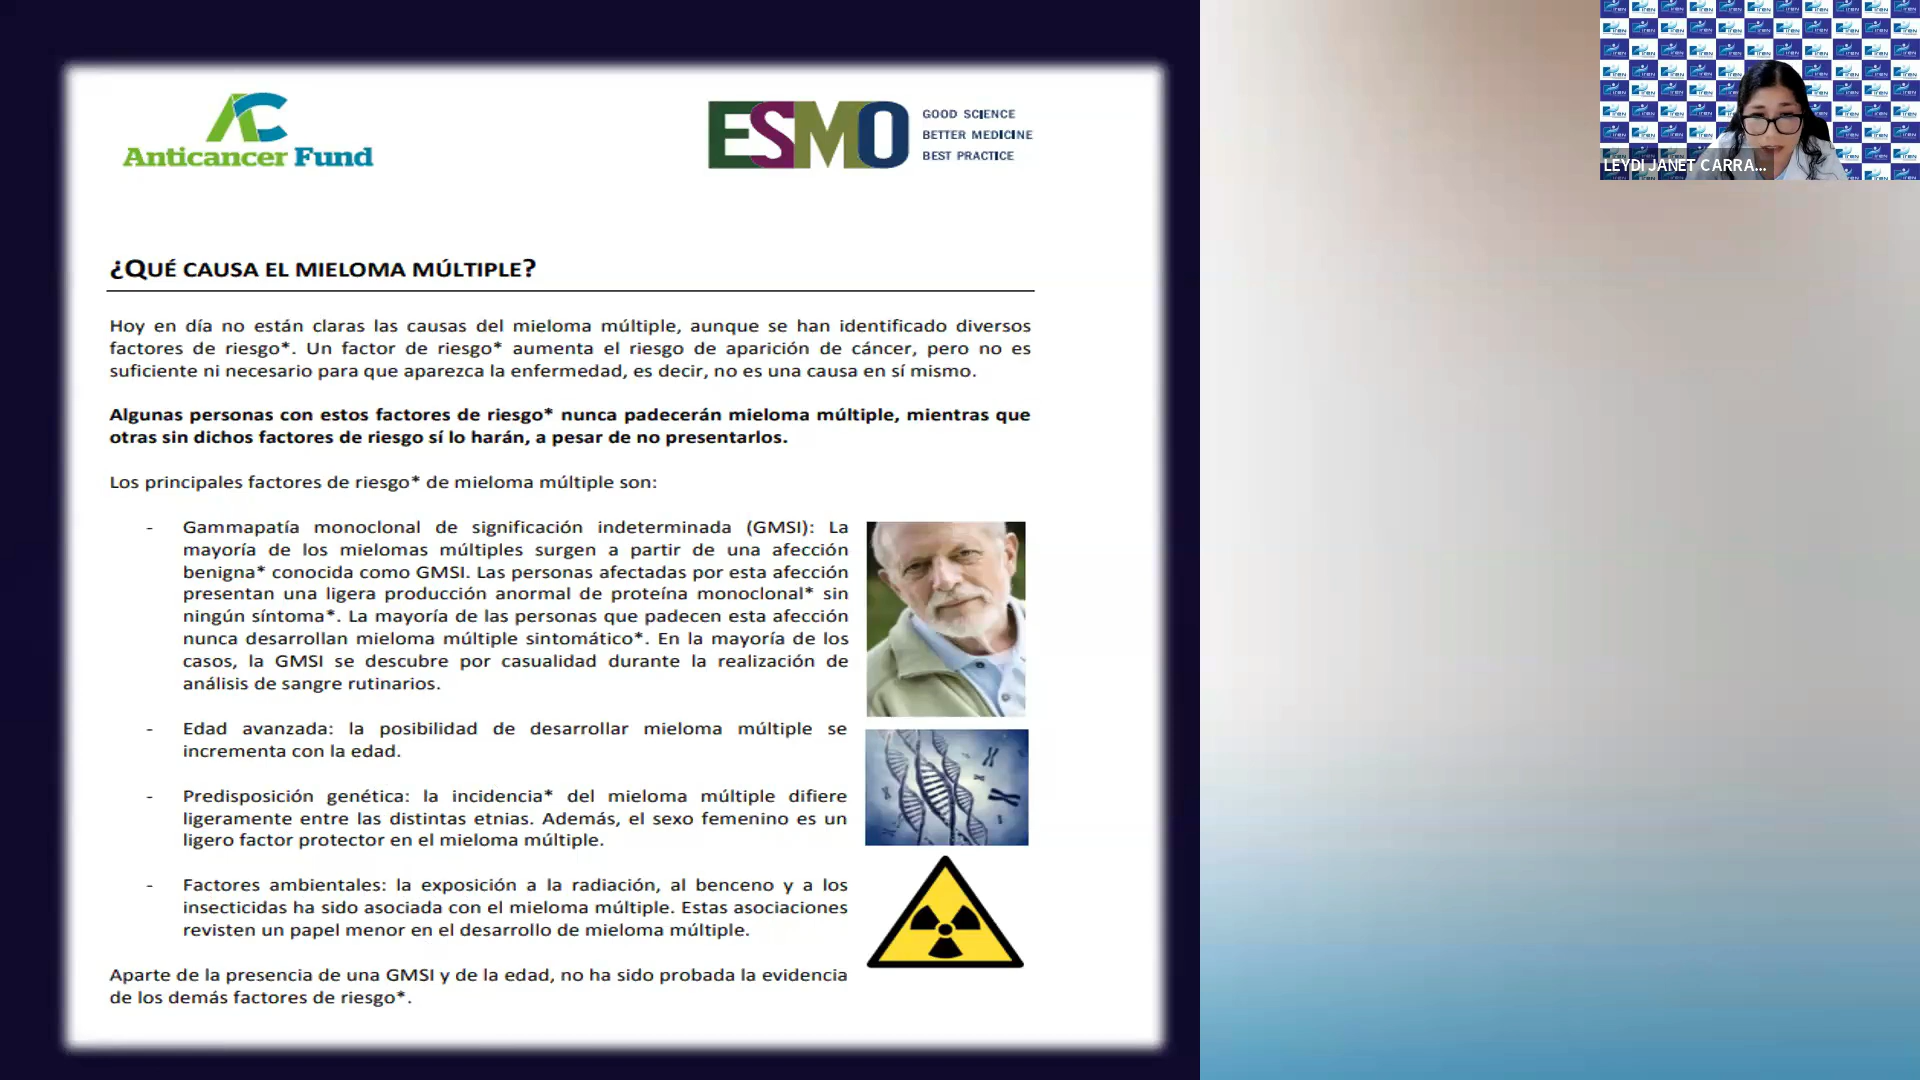 Anticancer Fund
ESMO
GOOD SCIENCE
BETTER MEDICINE
BEST PRACTICE
¿QUÉ CAUSA EL MIELOMA MÚLTIPLE?
Hoy en día no están claras las causas del mieloma múltiple, aunque se han identificado diversos
factores de riesgo*. Un factor de riesgo* aumenta el riesgo de aparición de cáncer, pero no es
suficiente ni necesario para que aparezca la enfermedad, es decir, no es una causa en sí mismo.
Algunas personas con estos factores de riesgo* nunca padecerán mieloma múltiple, mientras que
otras sin dichos factores de riesgo sí lo harán, a pesar de no presentarlos.
Los principales factores de riesgo* de mieloma múltiple son:
- Gammapatía monoclonal de significación indeterminada (GMSI): La
mayoría de los mielomas múltiples surgen a partir de una afección
benigna* conocida como GMSI. Las personas afectadas por esta afección
presentan una ligera producción anormal de proteína monoclonal* sin
ningún síntoma*. La mayoría de las personas que padecen esta afección
nunca desarrollan mieloma múltiple sintomático*. En la mayoría de los
casos, la GMSI se descubre por casualidad durante la realización de
análisis de sangre rutinarios.
- Edad avanzada: la posibilidad de desarrollar mieloma múltiple se
incrementa con la edad.
- Predisposición genética: la incidencia* del mieloma múltiple difiere
ligeramente entre las distintas etnias. Además, el sexo femenino es un
ligero factor protector en el mieloma múltiple.
- Factores ambientales: la exposición a la radiación, al benceno y a los
insecticidas ha sido asociada con el mieloma múltiple. Estas asociaciones
revisten un papel menor en el desarrollo de mieloma múltiple.
Aparte de la presencia de una GMSI y de la edad, no ha sido probada la evidencia
de los demás factores de riesgo*.
LEYDI JANET CARRA...